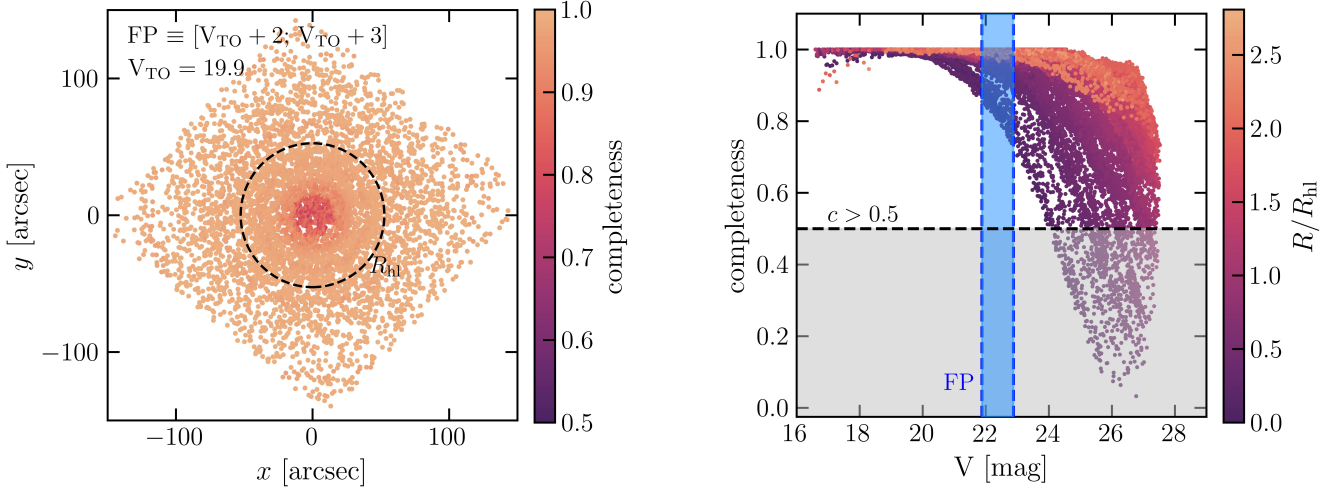 FP ≡ [V_TO + 2; V_TO + 3]
V_TO = 19.9
R_hl
100
0
−100
y [arcsec]
−100
0
100
x [arcsec]
1.0
0.9
0.8
0.7
0.6
0.5
completeness
c > 0.5
FP
1.0
0.8
0.6
0.4
0.2
0.0
completeness
16
18
20
22
24
26
28
V [mag]
2.5
2.0
1.5
1.0
0.5
0.0
R/R_hl